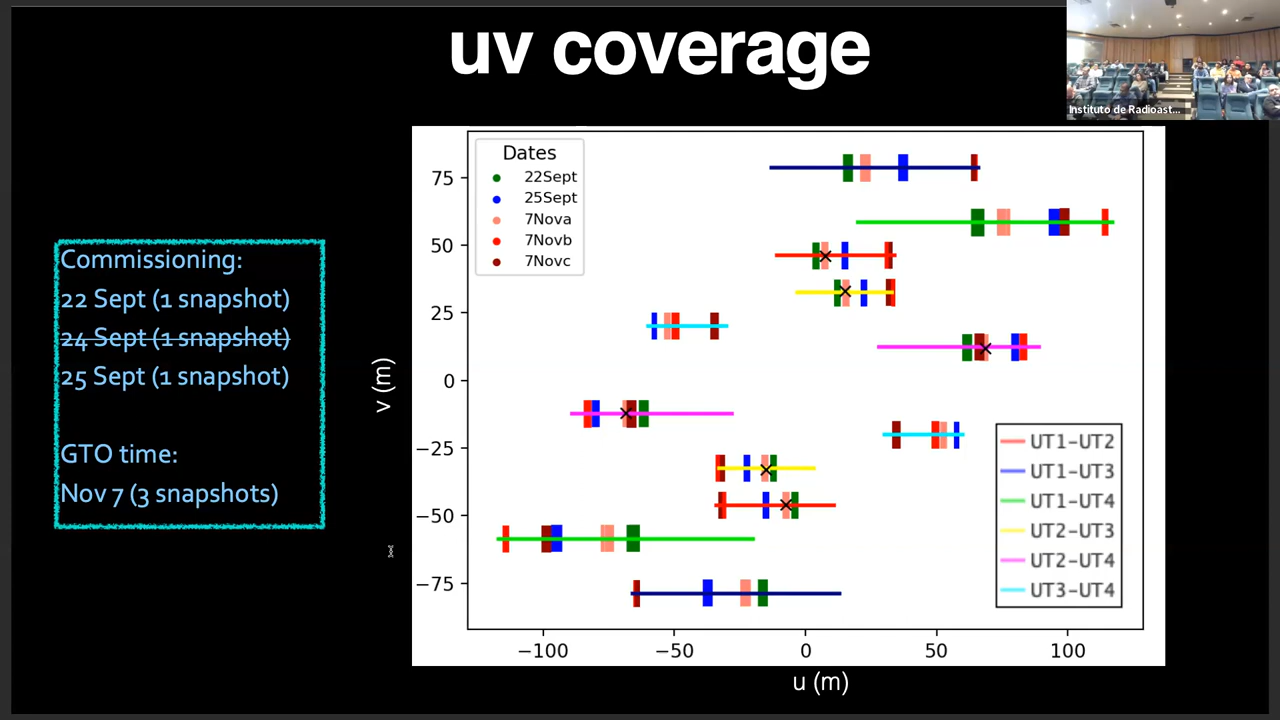 uv coverage
Instituto de Radioast...
Commissioning:
22 Sept (1 snapshot)
24 Sept (1 snapshot)
25 Sept (1 snapshot)
GTO time:
Nov 7 (3 snapshots)
Dates
22Sept
25Sept
7Nova
7Novb
7Novc
75
50
25
0
−25
−50
−75
v (m)
UT1−UT2
UT1−UT3
UT1−UT4
UT2−UT3
UT2−UT4
UT3−UT4
−100
−50
0
50
100
u (m)